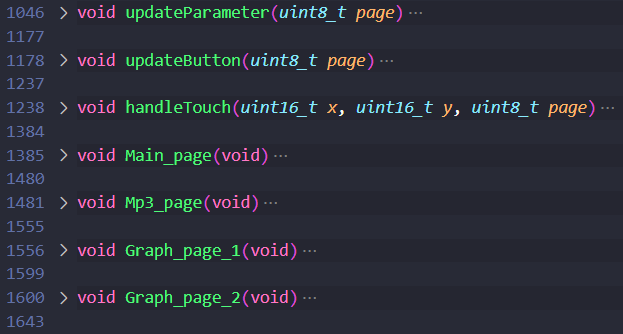 1046 > void updateParameter(uint8_t page) ···
1177
1178 > void updateButton(uint8_t page) ···
1237
1238 > void handleTouch(uint16_t x, uint16_t y, uint8_t page) ···
1384
1385 > void Main_page(void) ···
1480
1481 > void Mp3_page(void) ···
1555
1556 > void Graph_page_1(void) ···
1599
1600 > void Graph_page_2(void) ···
1643